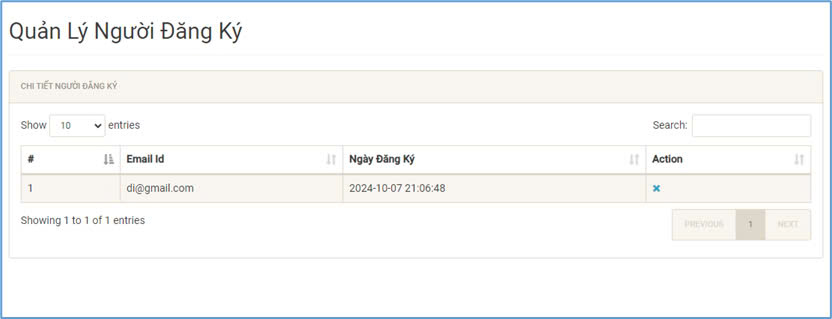 Quản Lý Người Đăng Ký
CHI TIẾT NGƯỜI ĐĂNG KÝ
Show 10 entries Search:
# Email Id Ngày Đăng Ký Action
1 di@gmail.com 2024-10-07 21:06:48
Showing 1 to 1 of 1 entries
PREVIOUS 1 NEXT